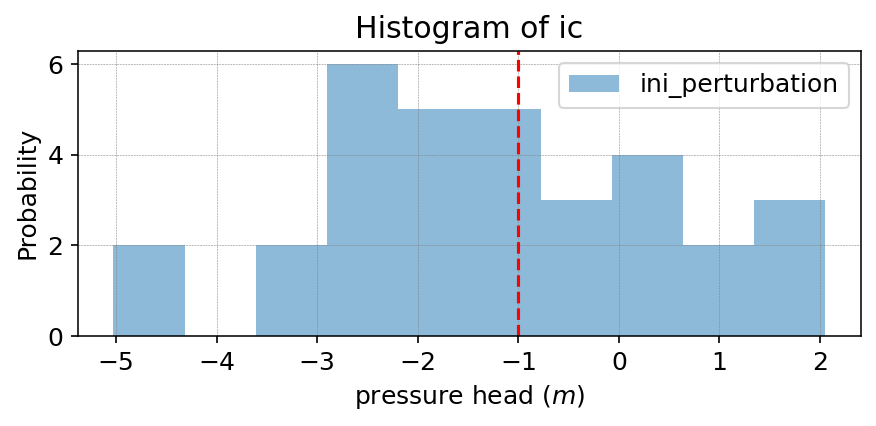 Histogram of ic
ini_perturbation
Probability
6
4
2
0
−5 −4 −3 −2 −1 0 1 2
pressure head (m)